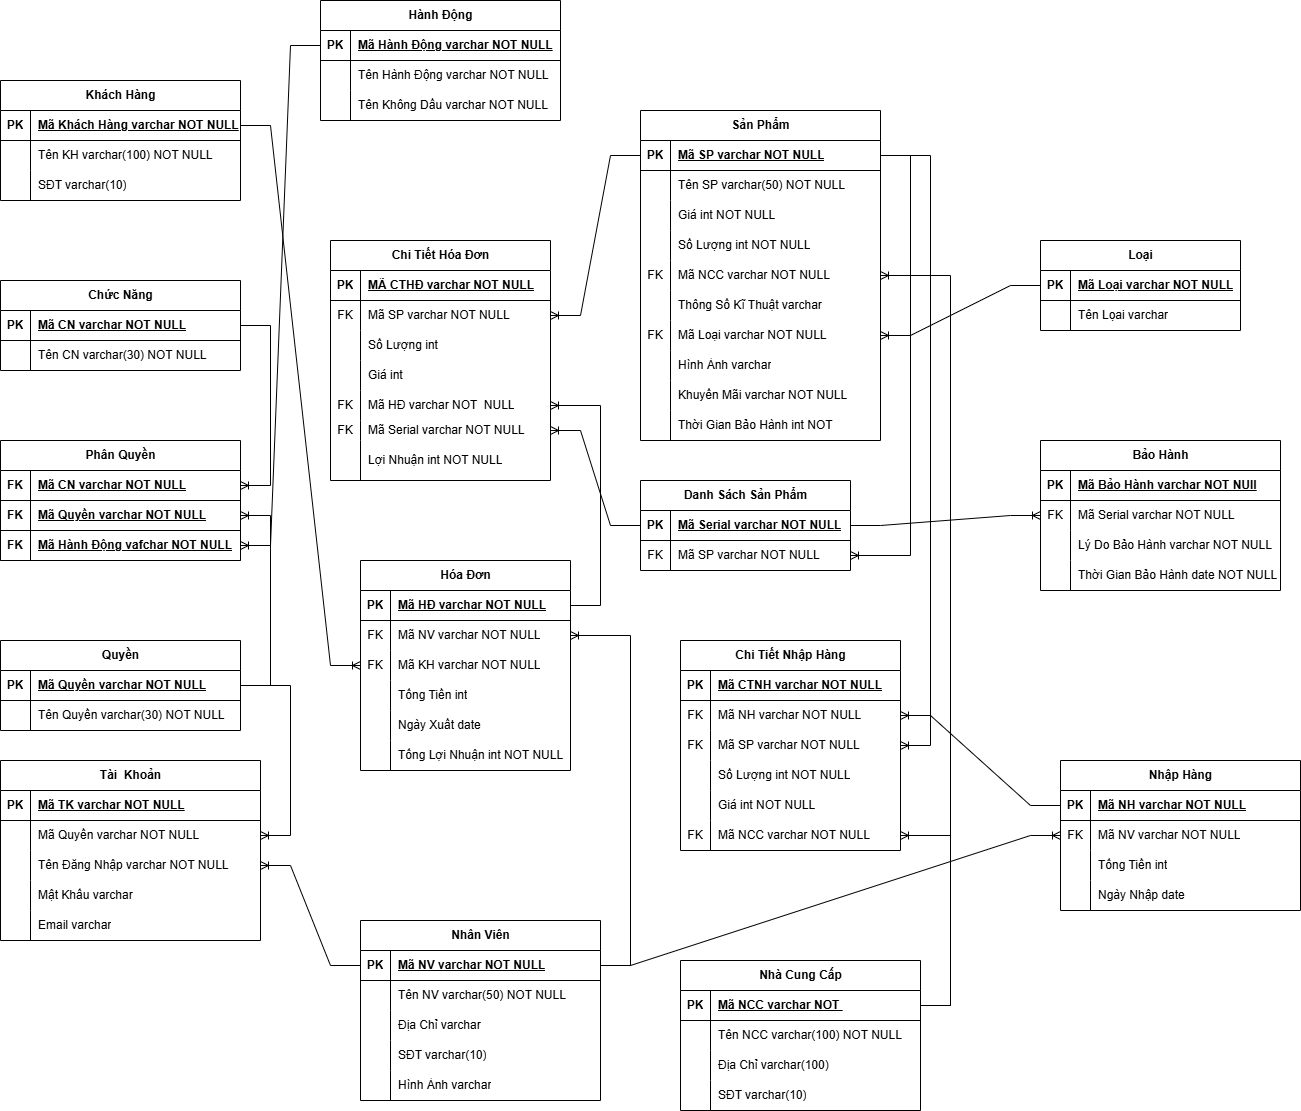 Hành Động
PK Mã Hành Động varchar NOT NULL
Tên Hành Động varchar NOT NULL
Tên Không Dấu varchar NOT NULL
Khách Hàng
PK Mã Khách Hàng varchar NOT NULL
Tên KH varchar(100) NOT NULL
SĐT varchar(10)
Sản Phẩm
PK Mã SP varchar NOT NULL
Tên SP varchar(50) NOT NULL
Giá int NOT NULL
Số Lượng int NOT NULL
FK Mã NCC varchar NOT NULL
Thông Số Kĩ Thuật varchar
FK Mã Loại varchar NOT NULL
Hình Ảnh varchar
Khuyến Mãi varchar NOT NULL
Thời Gian Bảo Hành int NOT
Chi Tiết Hóa Đơn
PK MÃ CTHĐ varchar NOT NULL
FK Mã SP varchar NOT NULL
Số Lượng int
Giá int
FK Mã HĐ varchar NOT  NULL
FK Mã Serial varchar NOT NULL
Lợi Nhuận int NOT NULL
Loại
PK Mã Loại varchar NOT NULL
Tên Lọai varchar
Chức Năng
PK Mã CN varchar NOT NULL
Tên CN varchar(30) NOT NULL
Phân Quyền
FK Mã CN varchar NOT NULL
FK Mã Quyền varchar NOT NULL
FK Mã Hành Động vafchar NOT NULL
Danh Sách Sản Phẩm
PK Mã Serial varchar NOT NULL
FK Mã SP varchar NOT NULL
Bảo Hành
PK Mã Bảo Hành varchar NOT NUll
FK Mã Serial varchar NOT NULL
Lý Do Bảo Hành varchar NOT NULL
Thời Gian Bảo Hành date NOT NULL
Hóa Đơn
PK Mã HĐ varchar NOT NULL
FK Mã NV varchar NOT NULL
FK Mã KH varchar NOT NULL
Tổng Tiền int
Ngày Xuất date
Tổng Lợi Nhuận int NOT NULL
Quyền
PK Mã Quyền varchar NOT NULL
Tên Quyền varchar(30) NOT NULL
Chi Tiết Nhập Hàng
PK Mã CTNH varchar NOT NULL
FK Mã NH varchar NOT NULL
FK Mã SP varchar NOT NULL
Số Lượng int NOT NULL
Giá int NOT NULL
FK Mã NCC varchar NOT NULL
Tài  Khoản
PK Mã TK varchar NOT NULL
Mã Quyền varchar NOT NULL
Tên Đăng Nhập varchar NOT NULL
Mật Khẩu varchar
Email varchar
Nhập Hàng
PK Mã NH varchar NOT NULL
FK Mã NV varchar NOT NULL
Tổng Tiền int
Ngày Nhập date
Nhân Viên
PK Mã NV varchar NOT NULL
Tên NV varchar(50) NOT NULL
Địa Chỉ varchar
SĐT varchar(10)
Hình Ảnh varchar
Nhà Cung Cấp
PK Mã NCC varchar NOT
Tên NCC varchar(100) NOT NULL
Địa Chỉ varchar(100)
SĐT varchar(10)